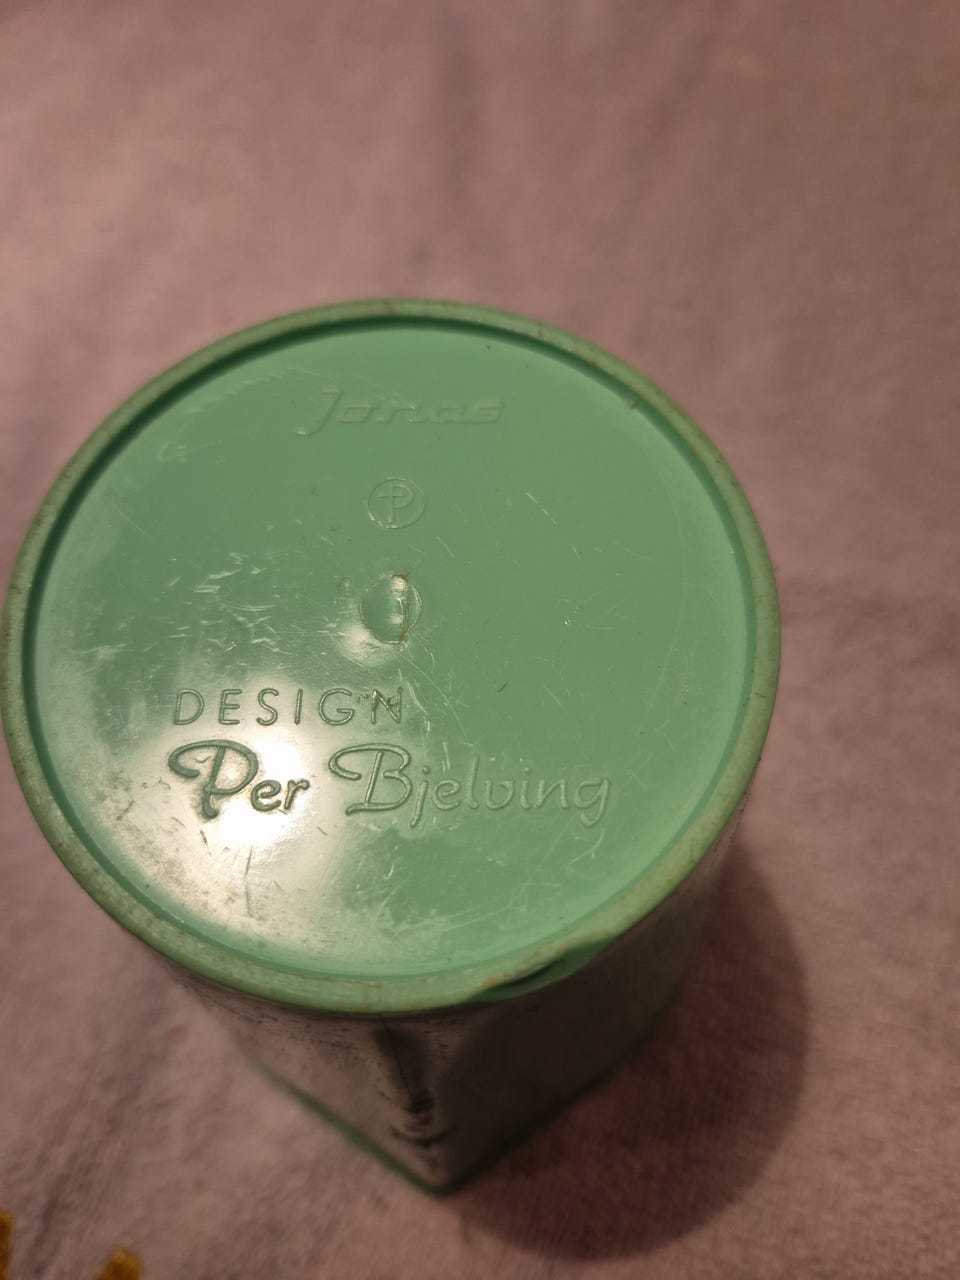 Jonas
P
DESIGN
Per Bjelving